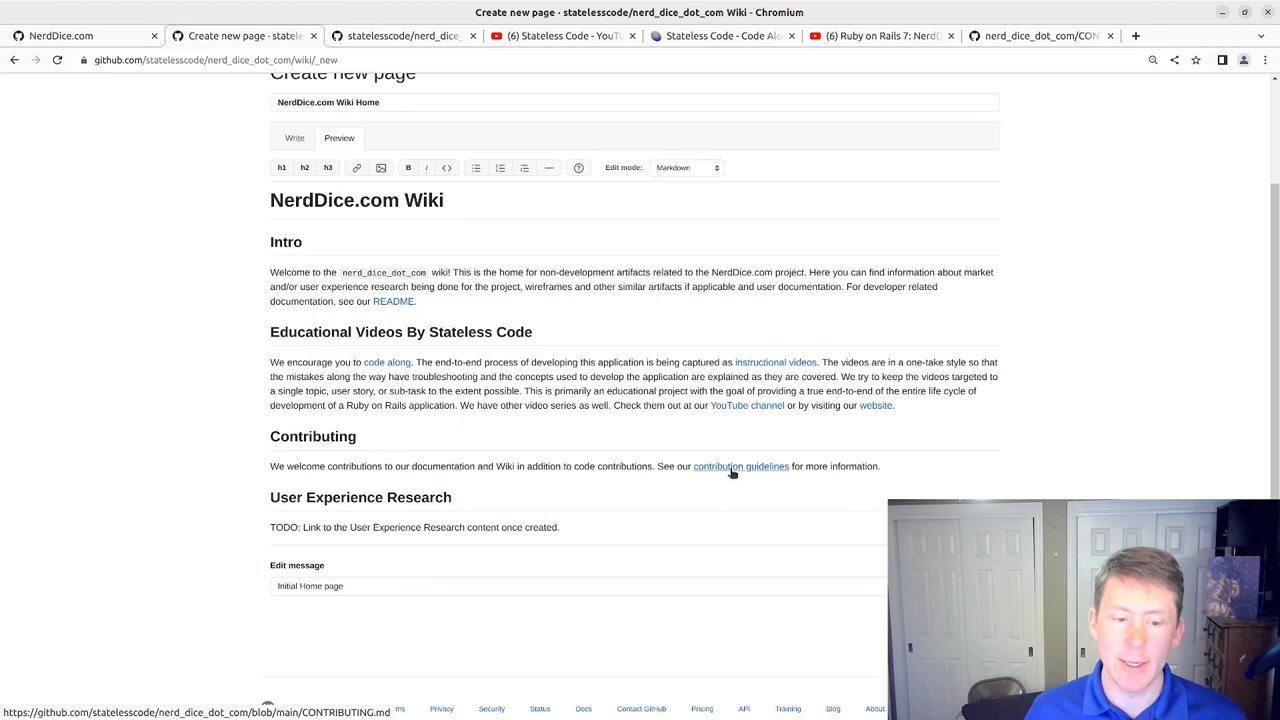 Create new page · statelesscode/nerd_dice_dot_com Wiki - Chromium
NerdDice.com
Create new page · statele
statelesscode/nerd_dice_
(6) Stateless Code - YouTu
Stateless Code - Code Alo
(6) Ruby on Rails 7: NerdD
nerd_dice_dot_com/CONT
github.com/statelesscode/nerd_dice_dot_com/wiki/_new
Create new page
NerdDice.com Wiki Home
Write Preview
h1 h2 h3 B i <> Edit mode: Markdown
NerdDice.com Wiki
Intro
Welcome to the nerd_dice_dot_com wiki! This is the home for non-development artifacts related to the NerdDice.com project. Here you can find information about market
and/or user experience research being done for the project, wireframes and other similar artifacts if applicable and user documentation. For developer related
documentation, see our README.
Educational Videos By Stateless Code
We encourage you to code along. The end-to-end process of developing this application is being captured as instructional videos. The videos are in a one-take style so that
the mistakes along the way have troubleshooting and the concepts used to develop the application are explained as they are covered. We try to keep the videos targeted to
a single topic, user story, or sub-task to the extent possible. This is primarily an educational project with the goal of providing a true end-to-end of the entire life cycle of
development of a Ruby on Rails application. We have other video series as well. Check them out at our YouTube channel or by visiting our website.
Contributing
We welcome contributions to our documentation and Wiki in addition to code contributions. See our contribution guidelines for more information.
User Experience Research
TODO: Link to the User Experience Research content once created.
Edit message
Initial Home page
https://github.com/statelesscode/nerd_dice_dot_com/blob/main/CONTRIBUTING.md
ms Privacy Security Status Docs Contact GitHub Pricing API Training Blog About